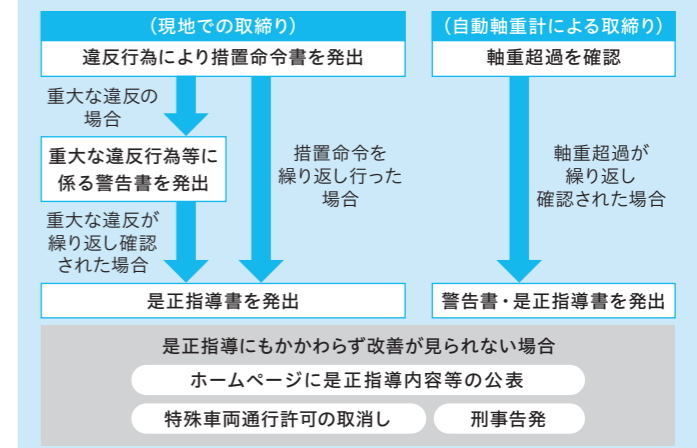 （現地での取締り）
違反行為により措置命令書を発出
重大な違反の
場合
重大な違反行為等に
係る警告書を発出
重大な違反が
繰り返し確認
された場合
措置命令を
繰り返し行った
場合
是正指導書を発出
（自動軸重計による取締り）
軸重超過を確認
軸重超過が
繰り返し
確認された場合
警告書・是正指導書を発出
是正指導にもかかわらず改善が見られない場合
ホームページに是正指導内容等の公表
特殊車両通行許可の取消し
刑事告発